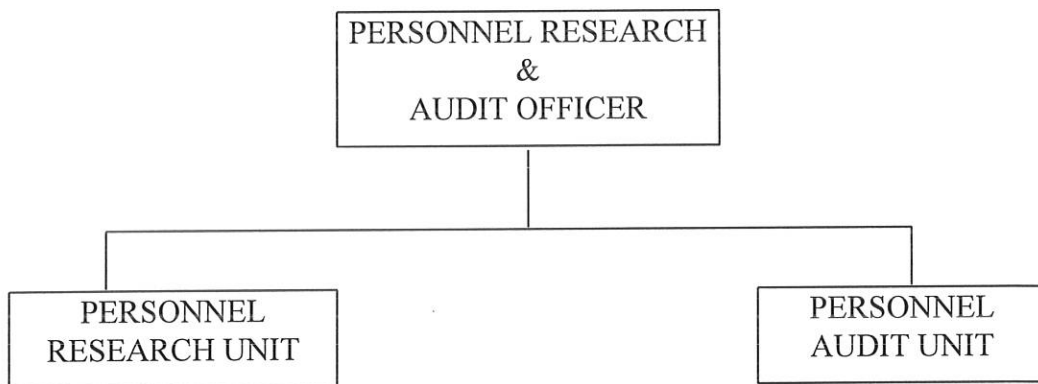 PERSONNEL RESEARCH
&
AUDIT OFFICER
PERSONNEL
RESEARCH UNIT
PERSONNEL
AUDIT UNIT